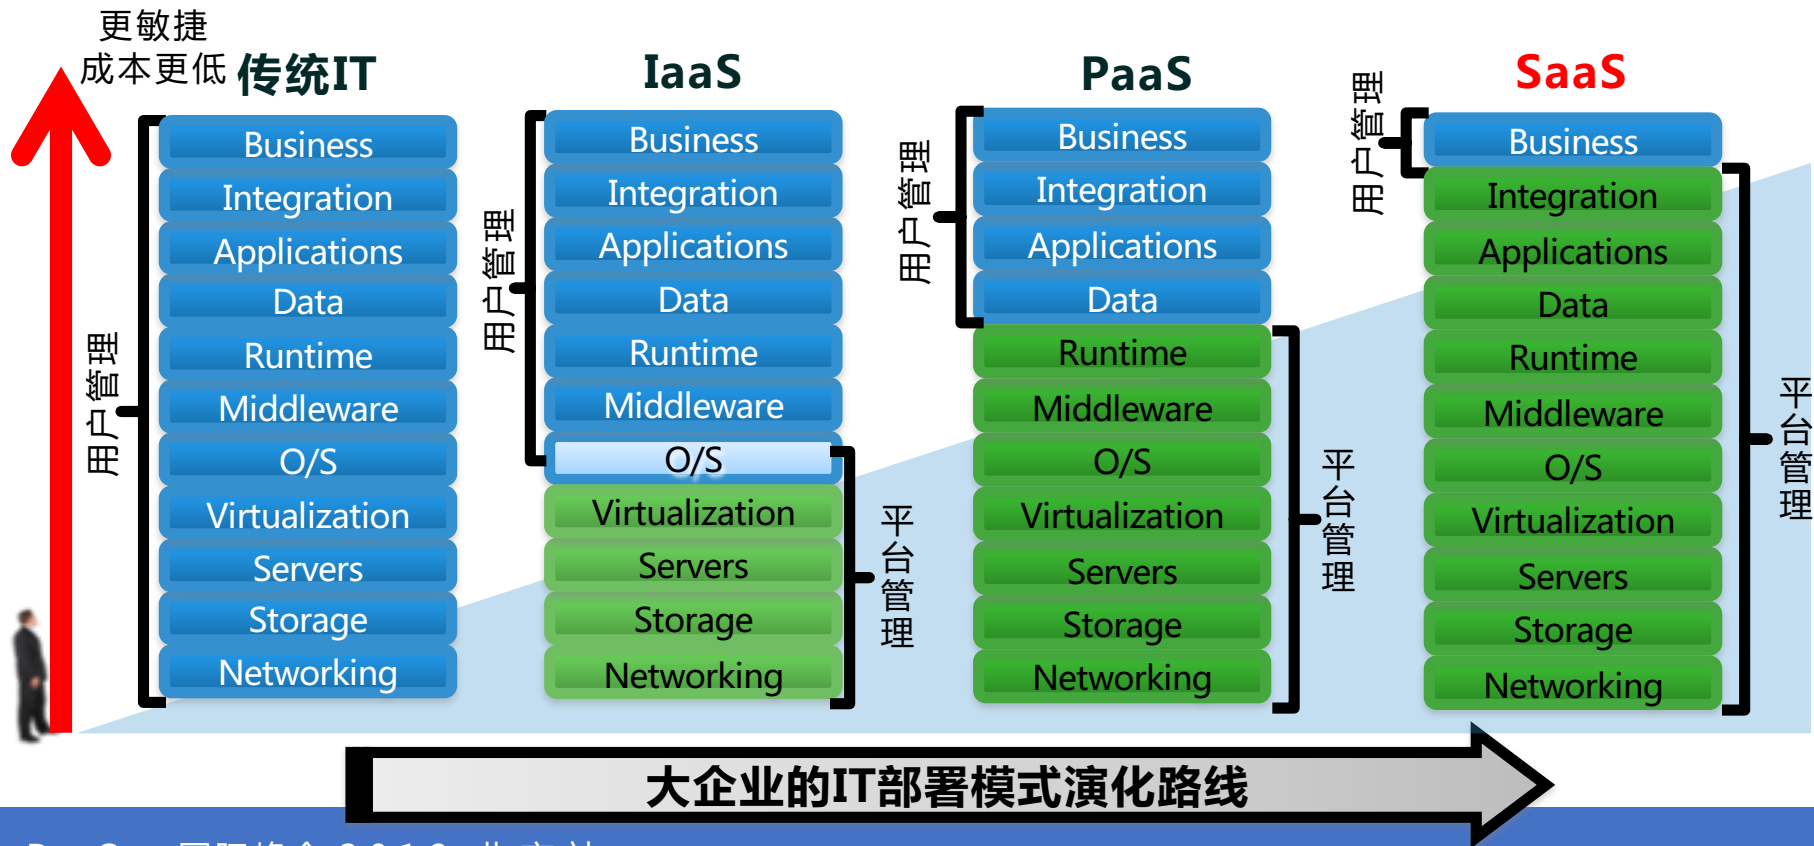 更敏捷
成本更低
传统IT
用户管理
Business
Integration
Applications
Data
Runtime
Middleware
O/S
Virtualization
Servers
Storage
Networking
IaaS
用户管理
Business
Integration
Applications
Data
Runtime
Middleware
O/S
Virtualization
Servers
Storage
Networking
平台管理
PaaS
用户管理
Business
Integration
Applications
Data
Runtime
Middleware
O/S
Virtualization
Servers
Storage
Networking
平台管理
SaaS
用户管理
Business
Integration
Applications
Data
Runtime
Middleware
O/S
Virtualization
Servers
Storage
Networking
平台管理
大企业的IT部署模式演化路线